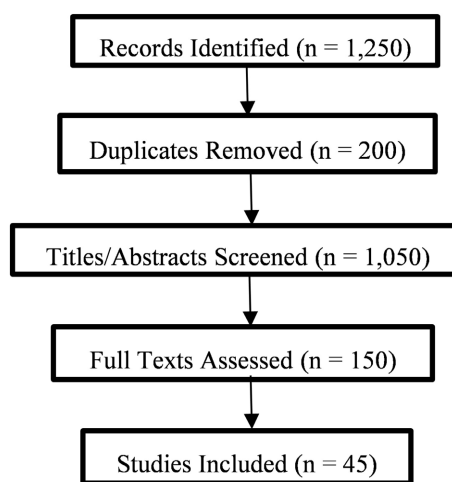 Records Identified (n = 1,250)
Duplicates Removed (n = 200)
Titles/Abstracts Screened (n = 1,050)
Full Texts Assessed (n = 150)
Studies Included (n = 45)